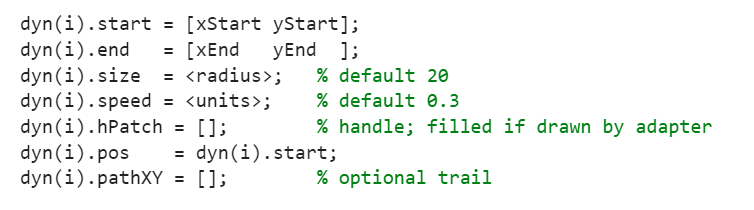 dyn(i).start = [xStart yStart];
dyn(i).end   = [xEnd   yEnd  ];
dyn(i).size  = <radius>;   % default 20
dyn(i).speed = <units>;    % default 0.3
dyn(i).hPatch = [];        % handle; filled if drawn by adapter
dyn(i).pos    = dyn(i).start;
dyn(i).pathXY = [];        % optional trail